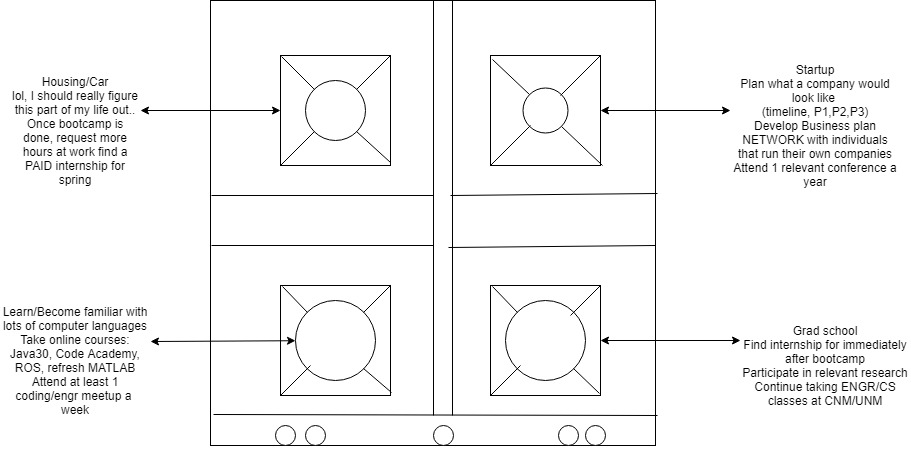 Housing/Car
lol, I should really figure
this part of my life out..
Once bootcamp is
done, request more
hours at work find a
PAID internship for
spring
Startup
Plan what a company would
look like
(timeline, P1,P2,P3)
Develop Business plan
NETWORK with individuals
that run their own companies
Attend 1 relevant conference a
year
Learn/Become familiar with
lots of computer languages
Take online courses:
Java30, Code Academy,
ROS, refresh MATLAB
Attend at least 1
coding/engr meetup a
week
Grad school
Find internship for immediately
after bootcamp
Participate in relevant research
Continue taking ENGR/CS
classes at CNM/UNM